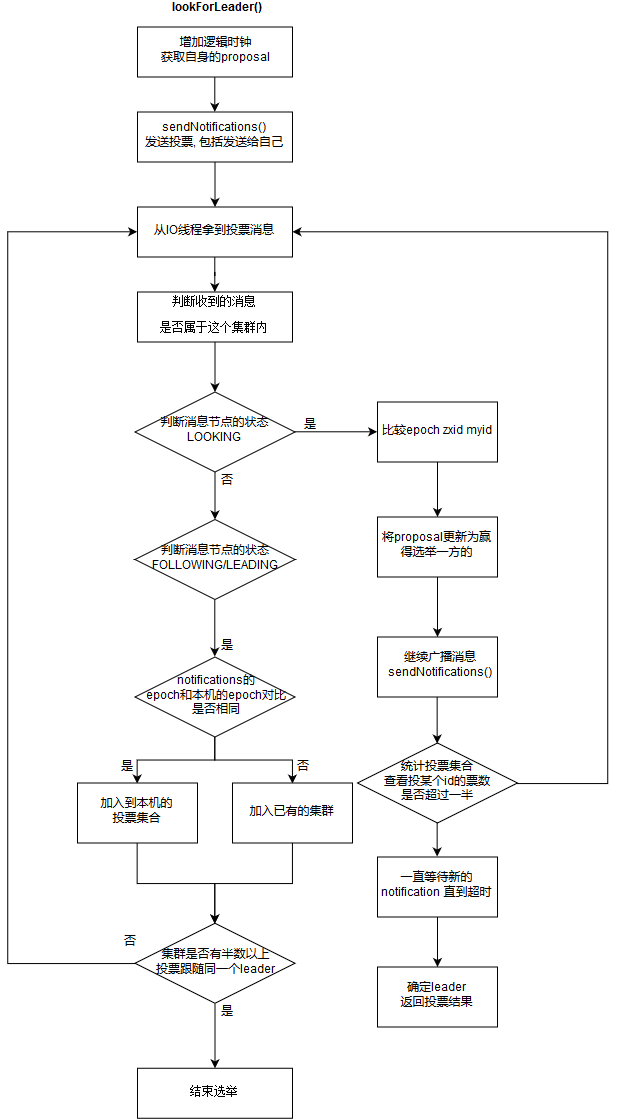 lookForLeader()
增加逻辑时钟
获取自身的proposal
sendNotifications()
发送投票, 包括发送给自己
从IO线程拿到投票消息
判断收到的消息
是否属于这个集群内
判断消息节点的状态
LOOKING
是
比较epoch zxid myid
否
将proposal更新为赢
得选举一方的
判断消息节点的状态
FOLLOWING/LEADING
是
继续广播消息
sendNotifications()
notifications的
epoch和本机的epoch对比
是否相同
是
否
统计投票集合
查看投某个id的票数
是否超过一半
加入到本机的
投票集合
加入已有的集群
一直等待新的
notification 直到超时
否
集群是否有半数以上
投票跟随同一个leader
确定leader
返回投票结果
是
结束选举